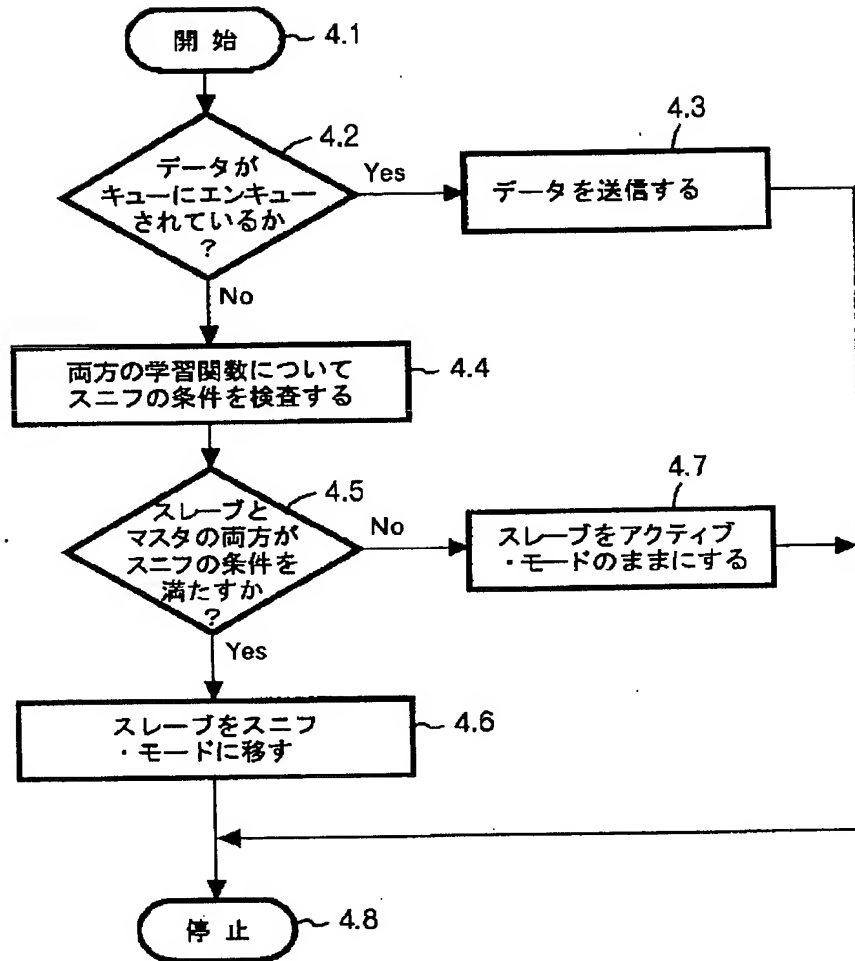 開始
4.1
4.2
データが
キューにエンキュー
されているか
?
Yes
4.3
データを送信する
No
両方の学習関数について
スニフの条件を検査する
4.4
4.5
スレーブと
マスタの両方が
スニフの条件を
満たすか
?
No
4.7
スレーブをアクティブ
・モードのままにする
Yes
スレーブをスニフ
・モードに移す
4.6
停止
4.8